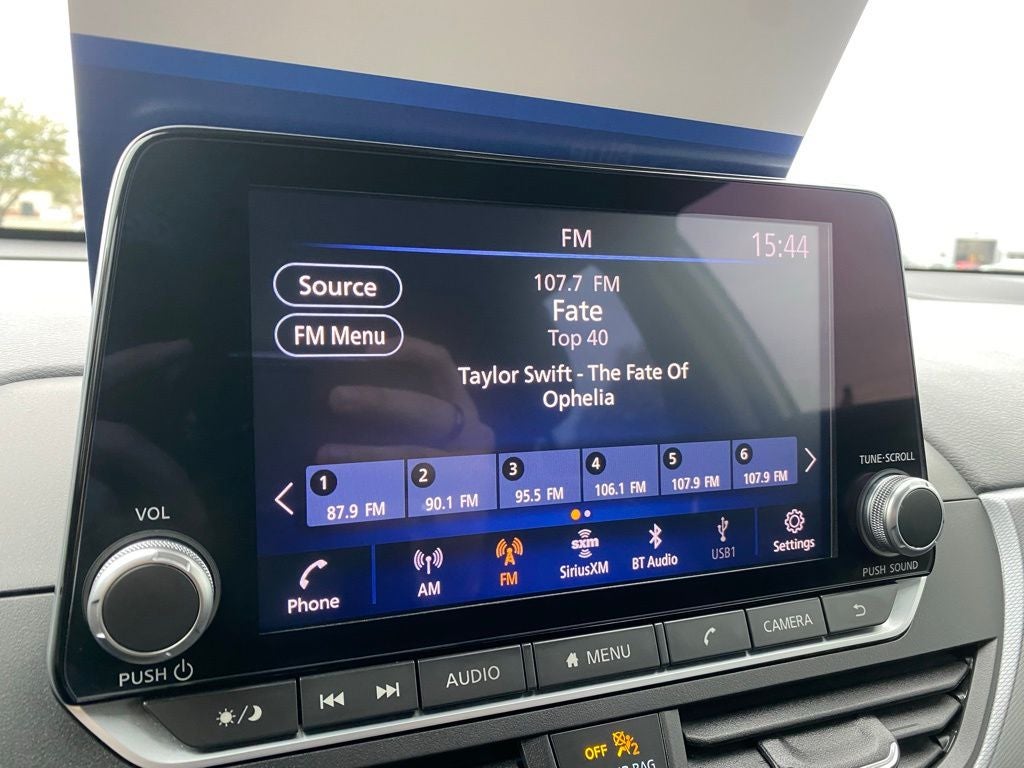 FM
15:44
Source
107.7 FM
Fate
FM Menu
Top 40
Taylor Swift - The Fate Of
Ophelia
1
87.9 FM
2
90.1 FM
3
95.5 FM
4
106.1 FM
5
107.9 FM
6
107.9 FM
Phone
AM
FM
sxm
SiriusXM
BT Audio
USB1
Settings
VOL
PUSH
TUNE·SCROLL
PUSH SOUND
AUDIO
MENU
CAMERA
OFF
2
BAG